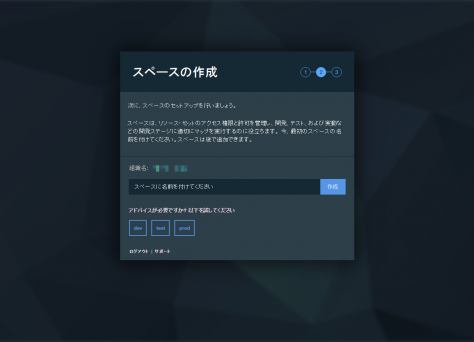 スペースの作成
1 2 3
次に、スペースのセットアップを行いましょう。
スペースは、リソース・セットのアクセス権限と許可を管理し、開発、テスト、および実動な
どの開発ステージに適切にマップを実行するのに役立ちます。今、最初のスペースの名
前を付けてください。スペースは後で追加できます。
組織名:
スペースに名前を付けてください 作成
アドバイスが必要ですか? 以下を試してください
dev test prod
ログアウト | サポート